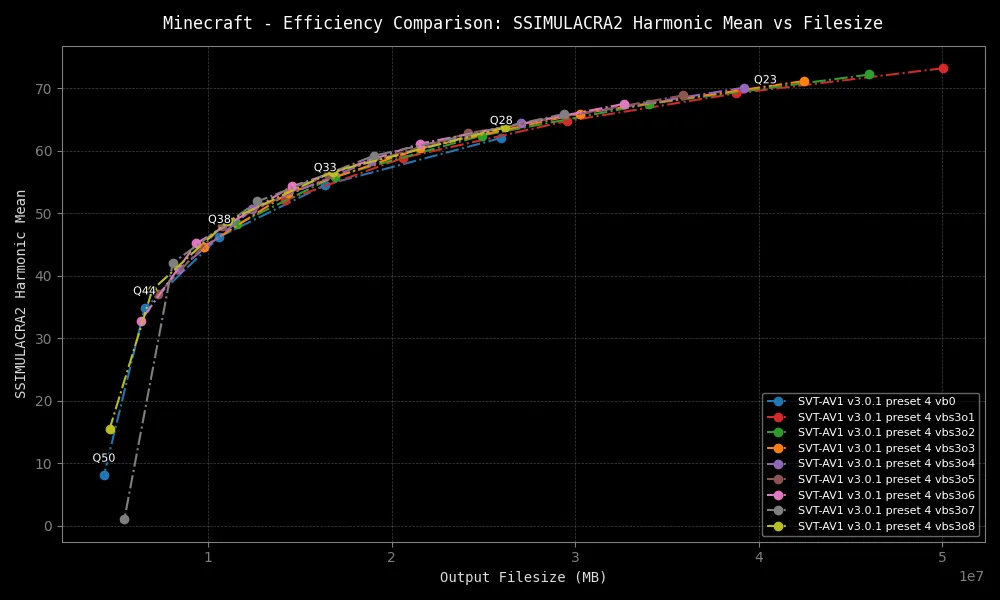 Minecraft - Efficiency Comparison: SSIMULACRA2 Harmonic Mean vs Filesize
SSIMULACRA2 Harmonic Mean
70
60
50
40
30
20
10
0
Q23
Q28
Q33
Q38
Q44
Q50
SVT-AV1 v3.0.1 preset 4 vb0
SVT-AV1 v3.0.1 preset 4 vbs3o1
SVT-AV1 v3.0.1 preset 4 vbs3o2
SVT-AV1 v3.0.1 preset 4 vbs3o3
SVT-AV1 v3.0.1 preset 4 vbs3o4
SVT-AV1 v3.0.1 preset 4 vbs3o5
SVT-AV1 v3.0.1 preset 4 vbs3o6
SVT-AV1 v3.0.1 preset 4 vbs3o7
SVT-AV1 v3.0.1 preset 4 vbs3o8
1 2 3 4 5
1e7
Output Filesize (MB)